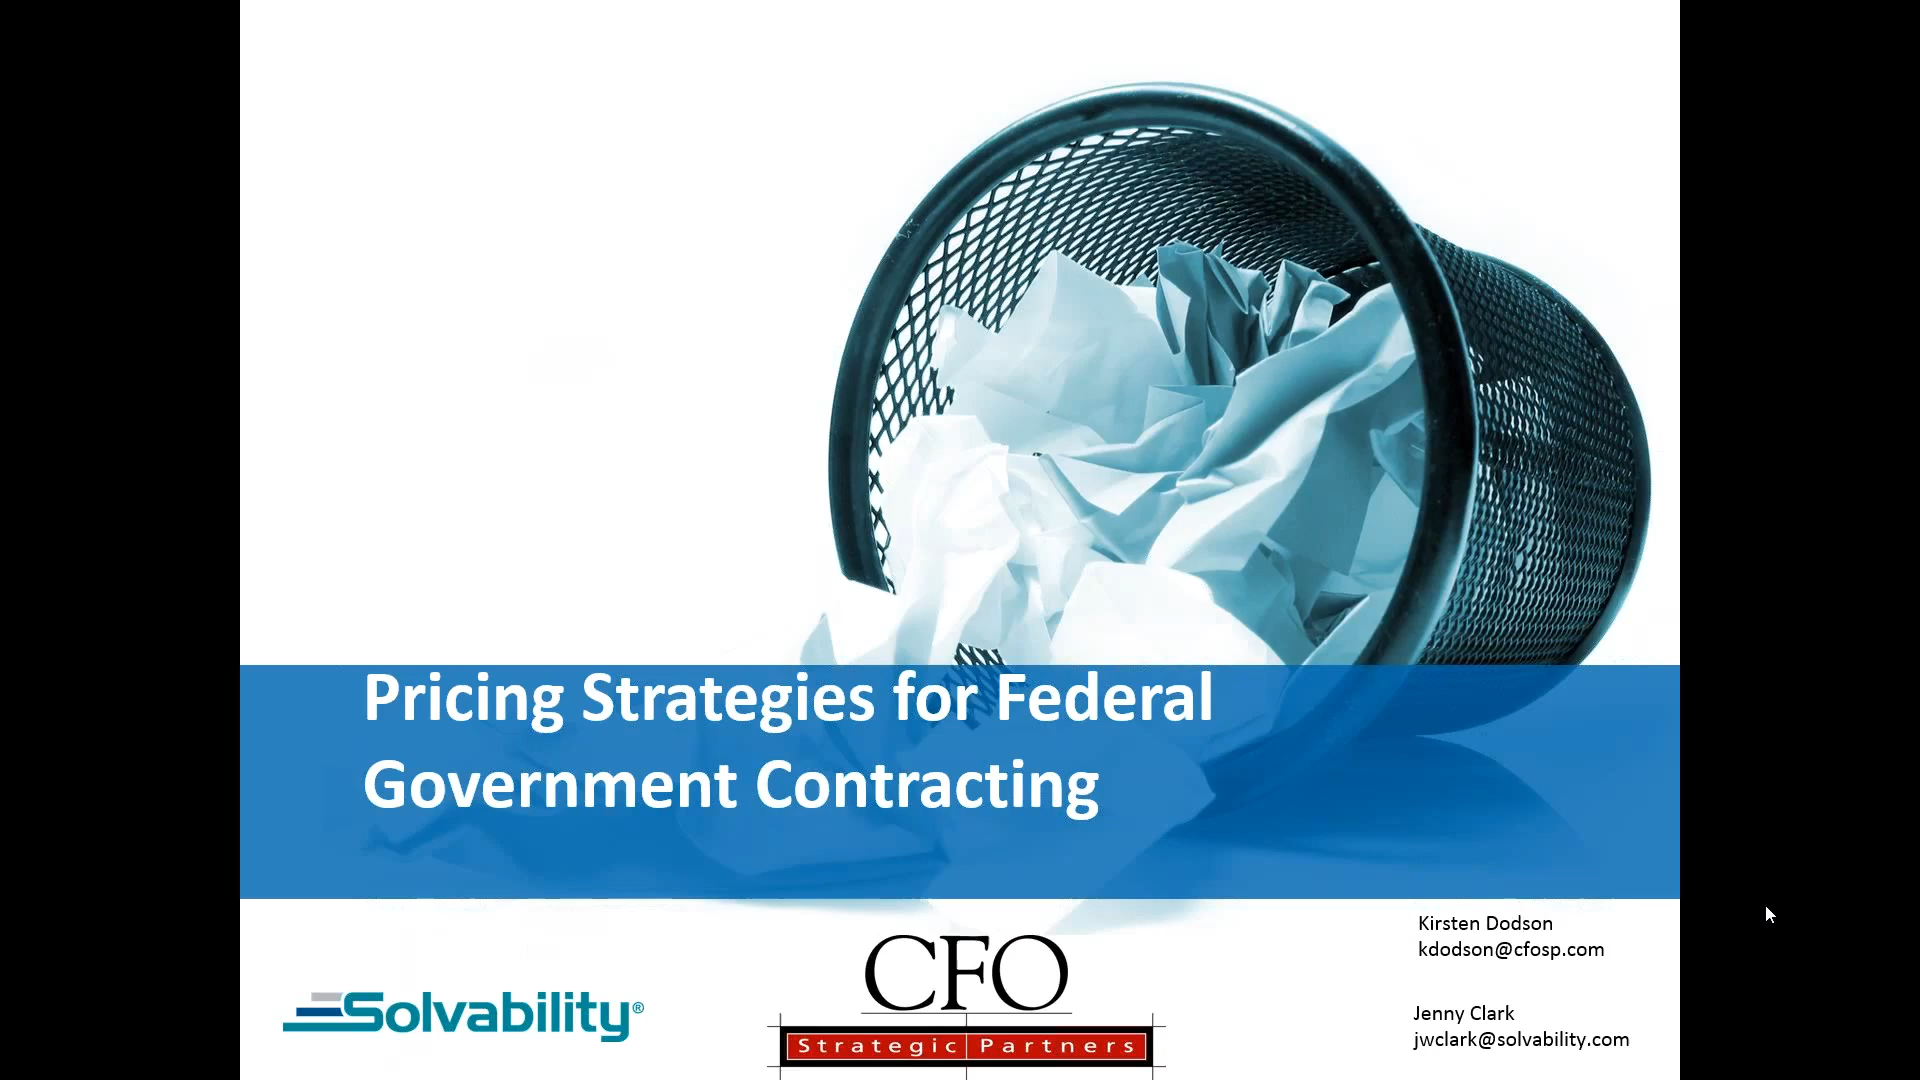 Pricing Strategies for Federal
Government Contracting
Solvability®
CFO
Strategic Partners
Kirsten Dodson
kdodson@cfosp.com
Jenny Clark
jwclark@solvability.com